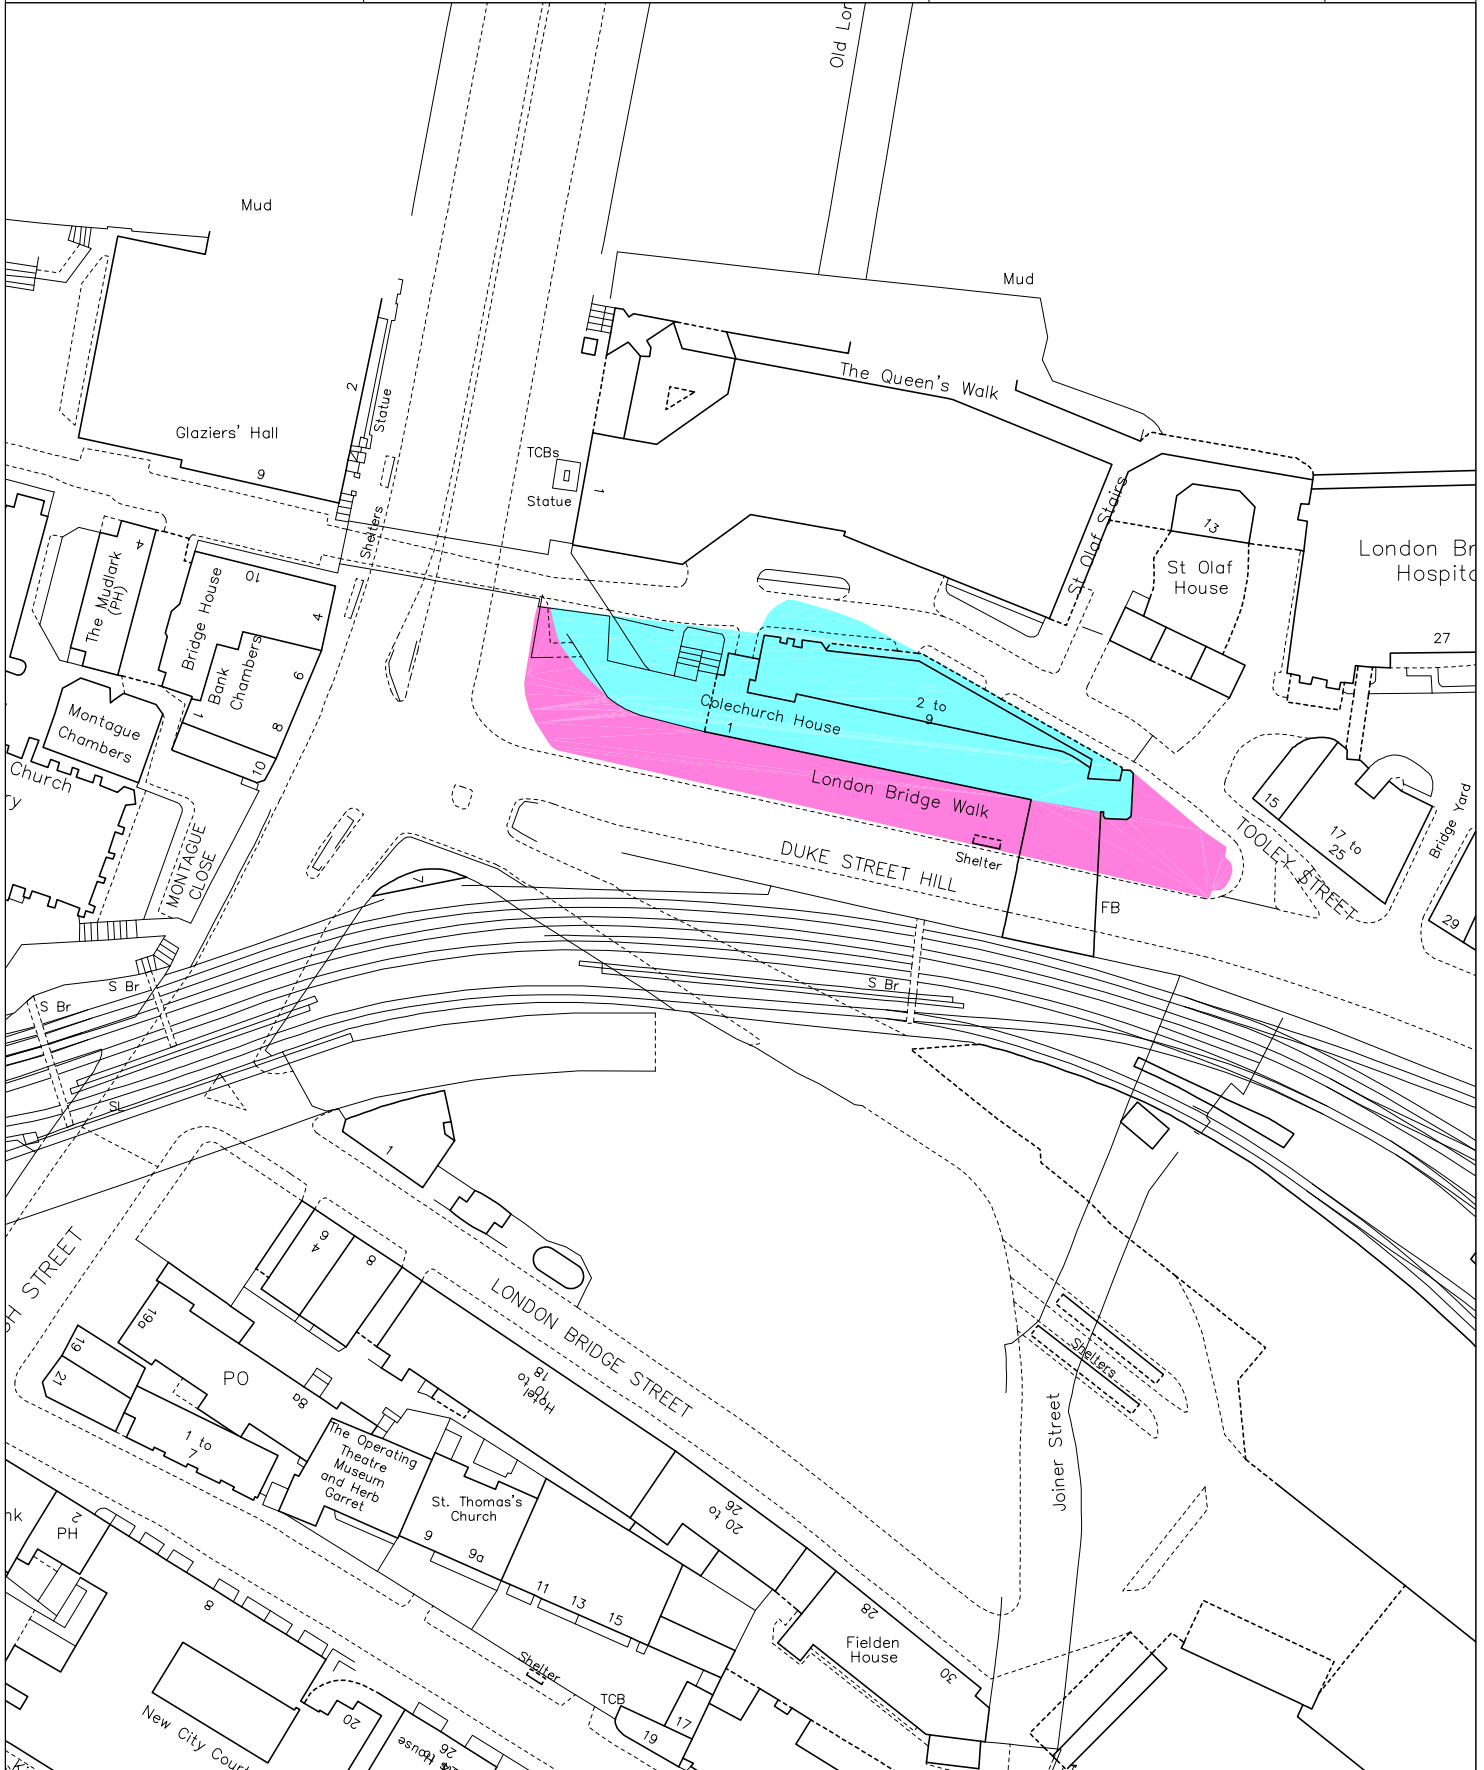 Old Lor
Mud
Mud
The Queen's Walk
2
Statue
Glaziers' Hall
9
TCBs
Statue
1
Shelters
St Olaf Stairs
13
St Olaf
House
London Br
Hospita
27
4
The Mudlark
(PH)
10
Bridge House
4
Bank
Chambers
6
1
8
10
Montague
Chambers
Church
ry
MONTAGUE
CLOSE
Colechurch House
1
2 to
9
London Bridge Walk
Shelter
DUKE STREET HILL
FB
TOOLEY STREET
15
17 to
25
Bridge Yard
29
S Br
S Br
S Br
SL
1
LONDON BRIDGE STREET
6
4
8
19a
19
21
PO
8a
1 to
7
Hotel
10 to
18
The Operating
Theatre
Museum
and Herb
Garret
St. Thomas's
Church
9
9a
11
13
15
20 to
26
Shelters
Joiner Street
28
Fielden
House
30
Shelter
TCB
17
19
nk
2
PH
8
New City Court
20
26
House